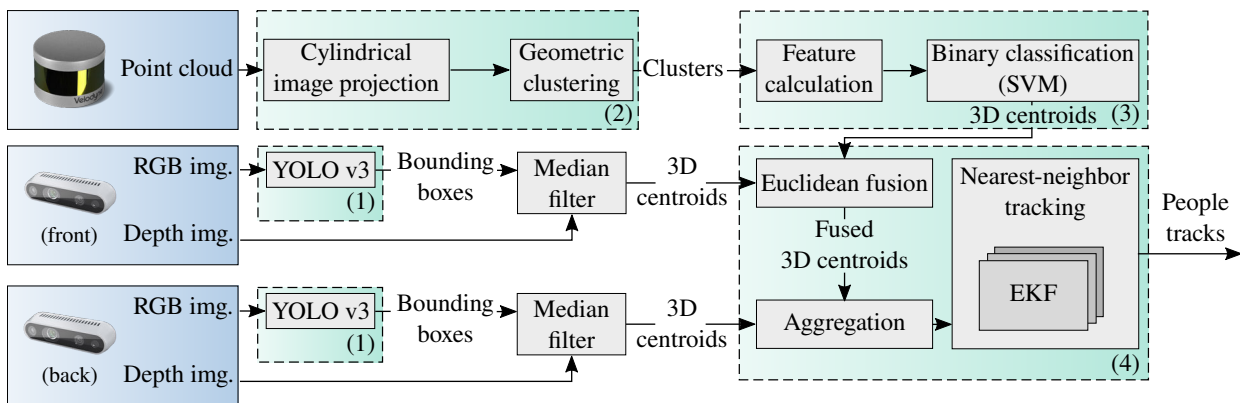 Point cloud
Velodyne
Cylindrical
image projection
Geometric
clustering
(2)
Clusters
Feature
calculation
Binary classification
(SVM)
(3)
3D centroids
RGB img.
(front)
Depth img.
YOLO v3
(1)
Bounding
boxes
Median
filter
3D
centroids
Euclidean fusion
Fused
3D centroids
Nearest-neighbor
tracking
EKF
People
tracks
RGB img.
(back)
Depth img.
YOLO v3
(1)
Bounding
boxes
Median
filter
3D
centroids
Aggregation
(4)